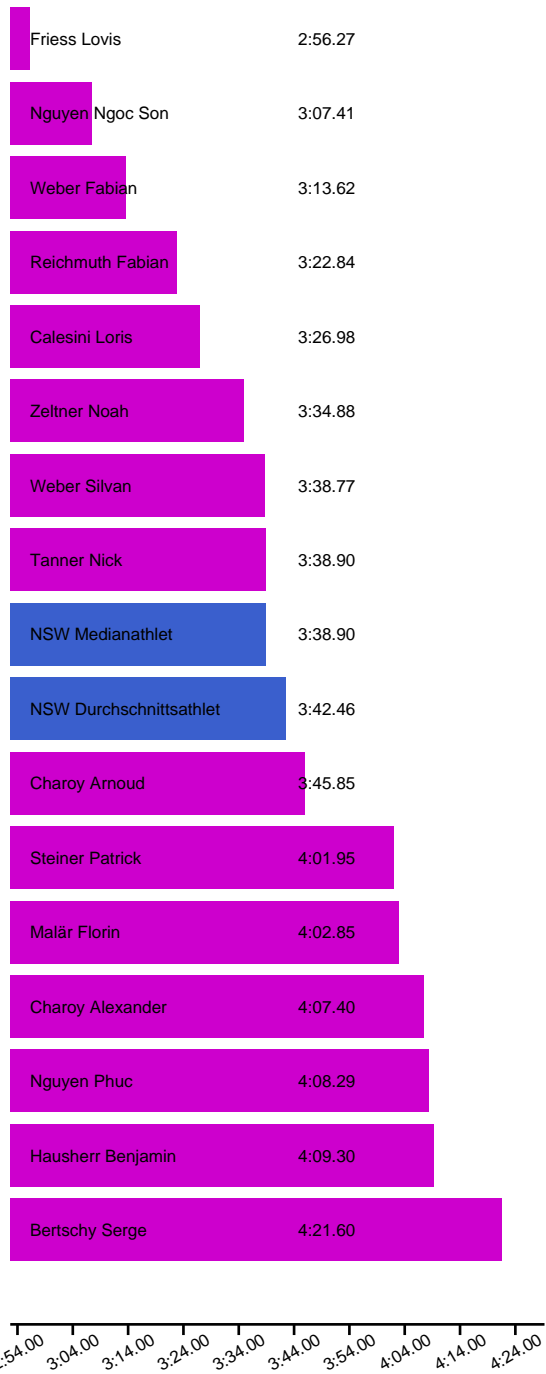 Friess Lovis 2:56.27
Nguyen Ngoc Son 3:07.41
Weber Fabian 3:13.62
Reichmuth Fabian 3:22.84
Calesini Loris 3:26.98
Zeltner Noah 3:34.88
Weber Silvan 3:38.77
Tanner Nick 3:38.90
NSW Medianathlet 3:38.90
NSW Durchschnittsathlet 3:42.46
Charoy Arnoud 3:45.85
Steiner Patrick 4:01.95
Malär Florin 4:02.85
Charoy Alexander 4:07.40
Nguyen Phuc 4:08.29
Hausherr Benjamin 4:09.30
Bertschy Serge 4:21.60
:54.00 3:04.00 3:14.00 3:24.00 3:34.00 3:44.00 3:54.00 4:04.00 4:14.00 4:24.00